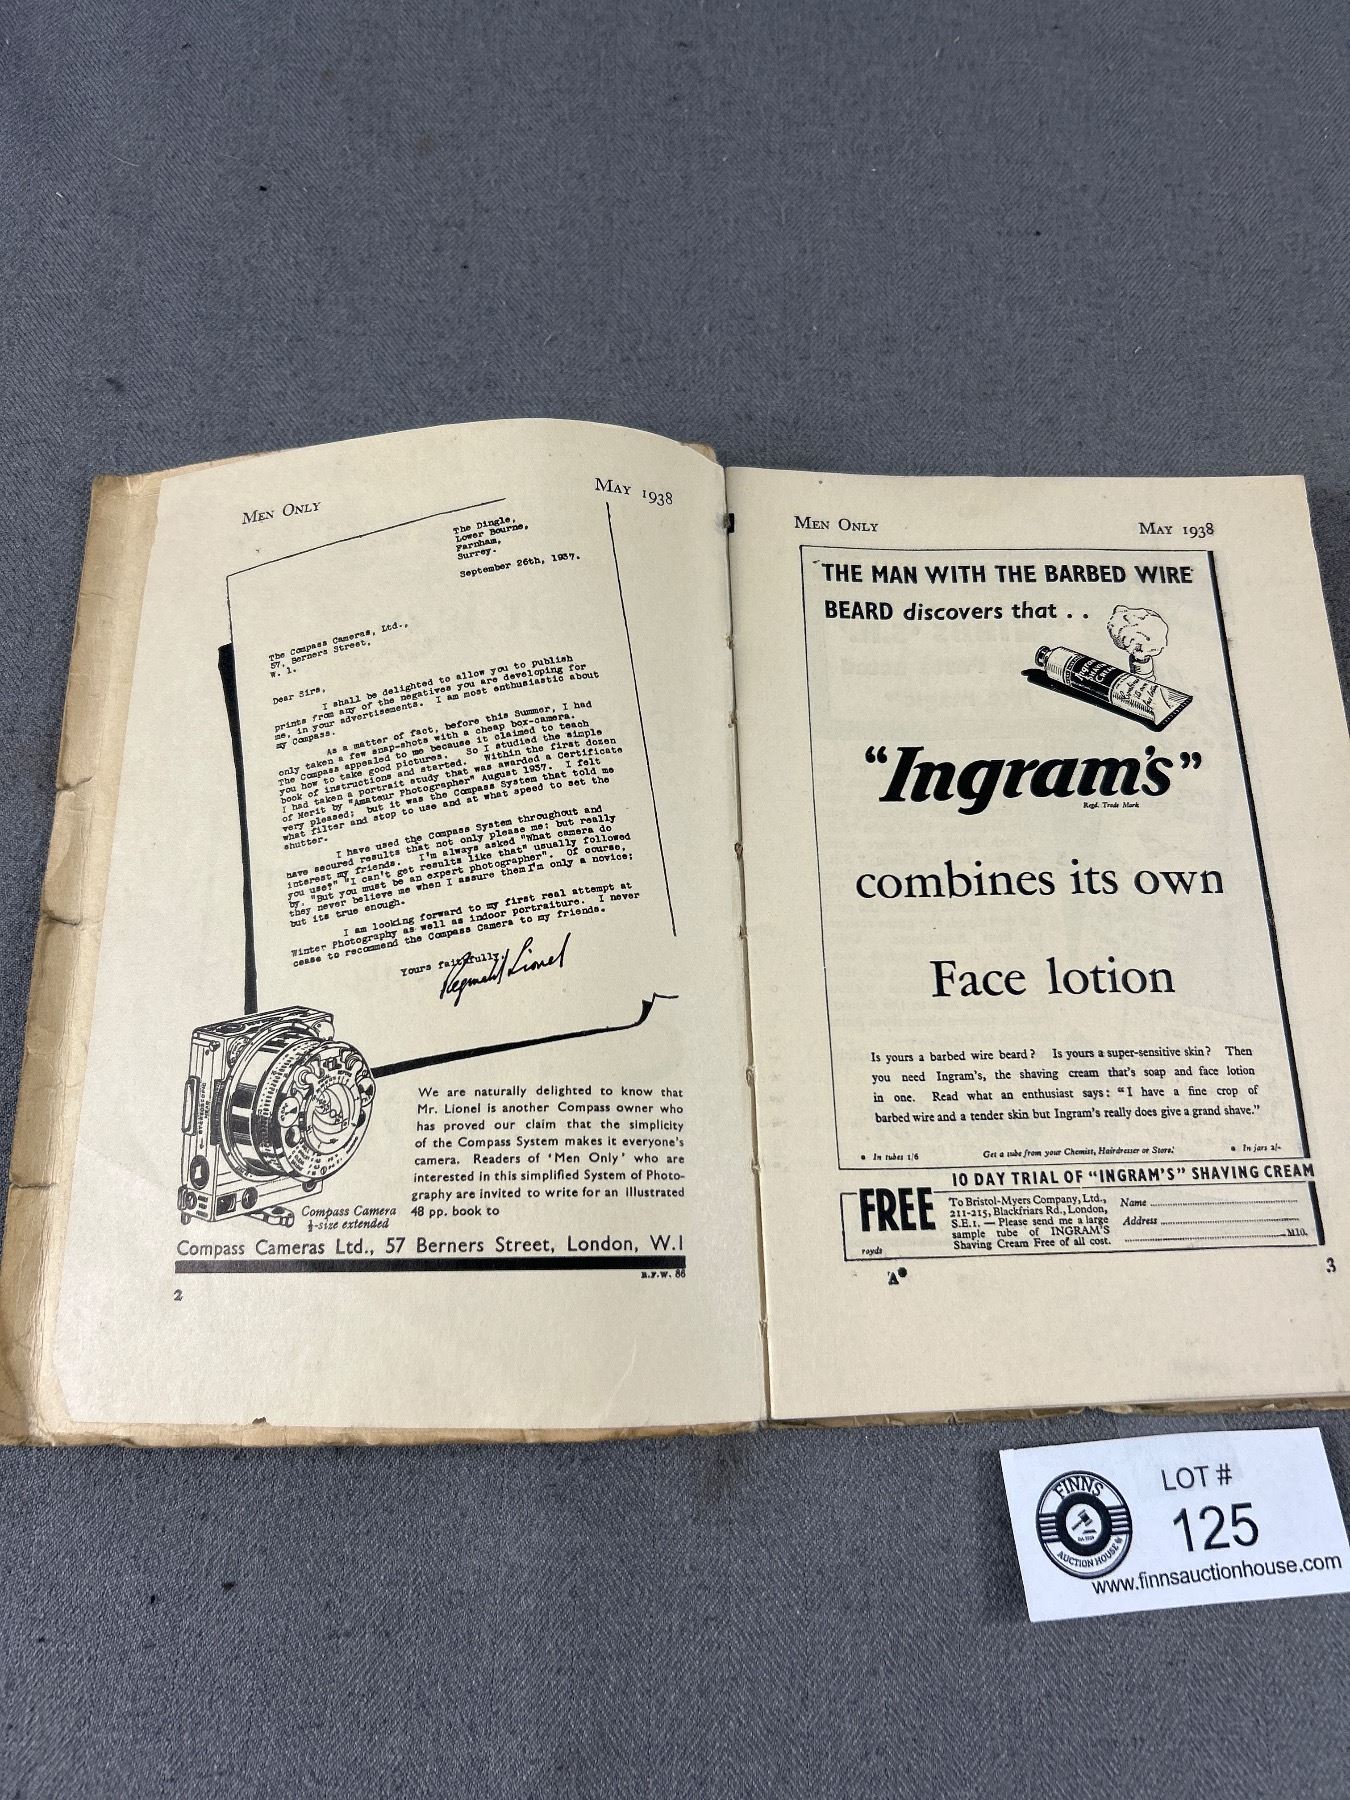 MEN ONLY
MAY 1938
The Dingle,
Lower Bourne,
Farnham,
Surrey.
September 26th, 1937.
The Compass Cameras, Ltd.,
57, Berners Street,
W. 1.
Dear Sirs,
I shall be delighted to allow you to publish
prints from any of the negatives you are developing for
me, in your advertisements. I am most enthusiastic about
my Compass.
As a matter of fact, before this Summer, I had
only taken a few snap-shots with a cheap box-camera.
The Compass appealed to me because it claimed to teach
you how to take good pictures. So I studied the simple
book of instructions and started. Within the first dozen
I had taken a portrait study that was awarded a Certificate
of Merit by "Amateur Photographer" August 1937. I felt
very pleased; but it was the Compass System that told me
what filter and stop to use and at what speed to set the
shutter.
I have used the Compass System throughout and
have secured results that not only please me; but really
interest my friends. I'm always asked "What camera do
you use?" "I can't get results like that" usually followed
by, "But you must be an expert photographer". Of course,
they never believe me when I assure them I'm only a novice;
but its true enough.
I am looking forward to my first real attempt at
Winter Photography as well as indoor portraiture. I never
cease to recommend the Compass Camera to my friends.
Yours faithfully,
Reginald Lionel
We are naturally delighted to know that
Mr. Lionel is another Compass owner who
has proved our claim that the simplicity
of the Compass System makes it everyone's
camera. Readers of 'Men Only' who are
interested in this simplified System of Photo-
graphy are invited to write for an illustrated
48 pp. book to
Compass Camera
½-size extended
Compass Cameras Ltd., 57 Berners Street, London, W.1
R.F.W. 86
2
MEN ONLY
MAY 1938
THE MAN WITH THE BARBED WIRE
BEARD discovers that . .
Ingram's
"Ingram's"
Regd. Trade Mark
combines its own
Face lotion
Is yours a barbed wire beard? Is yours a super-sensitive skin? Then
you need Ingram's, the shaving cream that's soap and face lotion
in one. Read what an enthusiast says: "I have a fine crop of
barbed wire and a tender skin but Ingram's really does give a grand shave."
• In tubes 1/6 Get a tube from your Chemist, Hairdresser or Stores! • In jars 2/-
10 DAY TRIAL OF "INGRAM'S" SHAVING CREAM
FREE
To Bristol-Myers Company, Ltd.,
211-215, Blackfriars Rd., London,
S.E.1. — Please send me a large
sample tube of INGRAM'S
Shaving Cream Free of all cost.
Name
Address
M10.
royds
A
3
LOT #
125
FINNS
AUCTION HOUSE
www.finnsauctionhouse.com